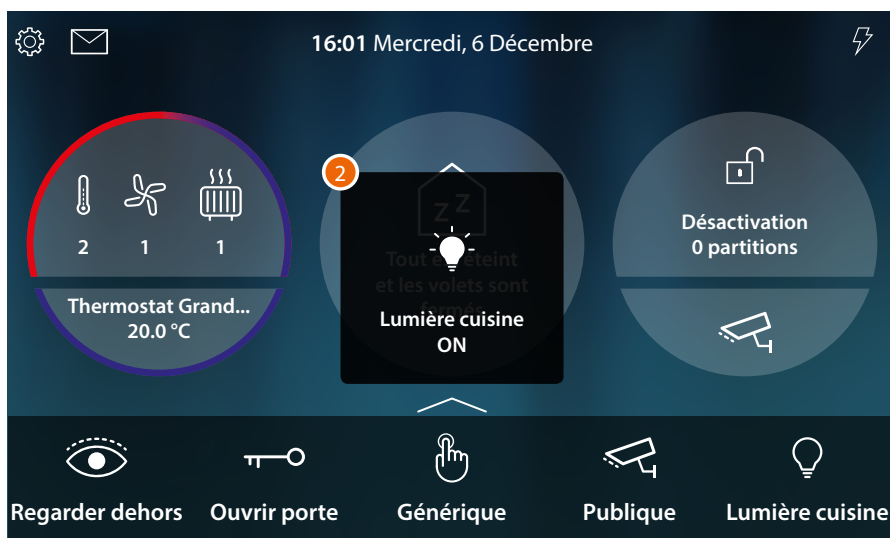 16:01 Mercredi, 6 Décembre
2 1 1
Thermostat Grand...
20.0 °C
2
Z Z
Tout est éteint
et les volets sont
fermés
Lumière cuisine
ON
Désactivation
0 partitions
Regarder dehors
Ouvrir porte
Générique
Publique
Lumière cuisine